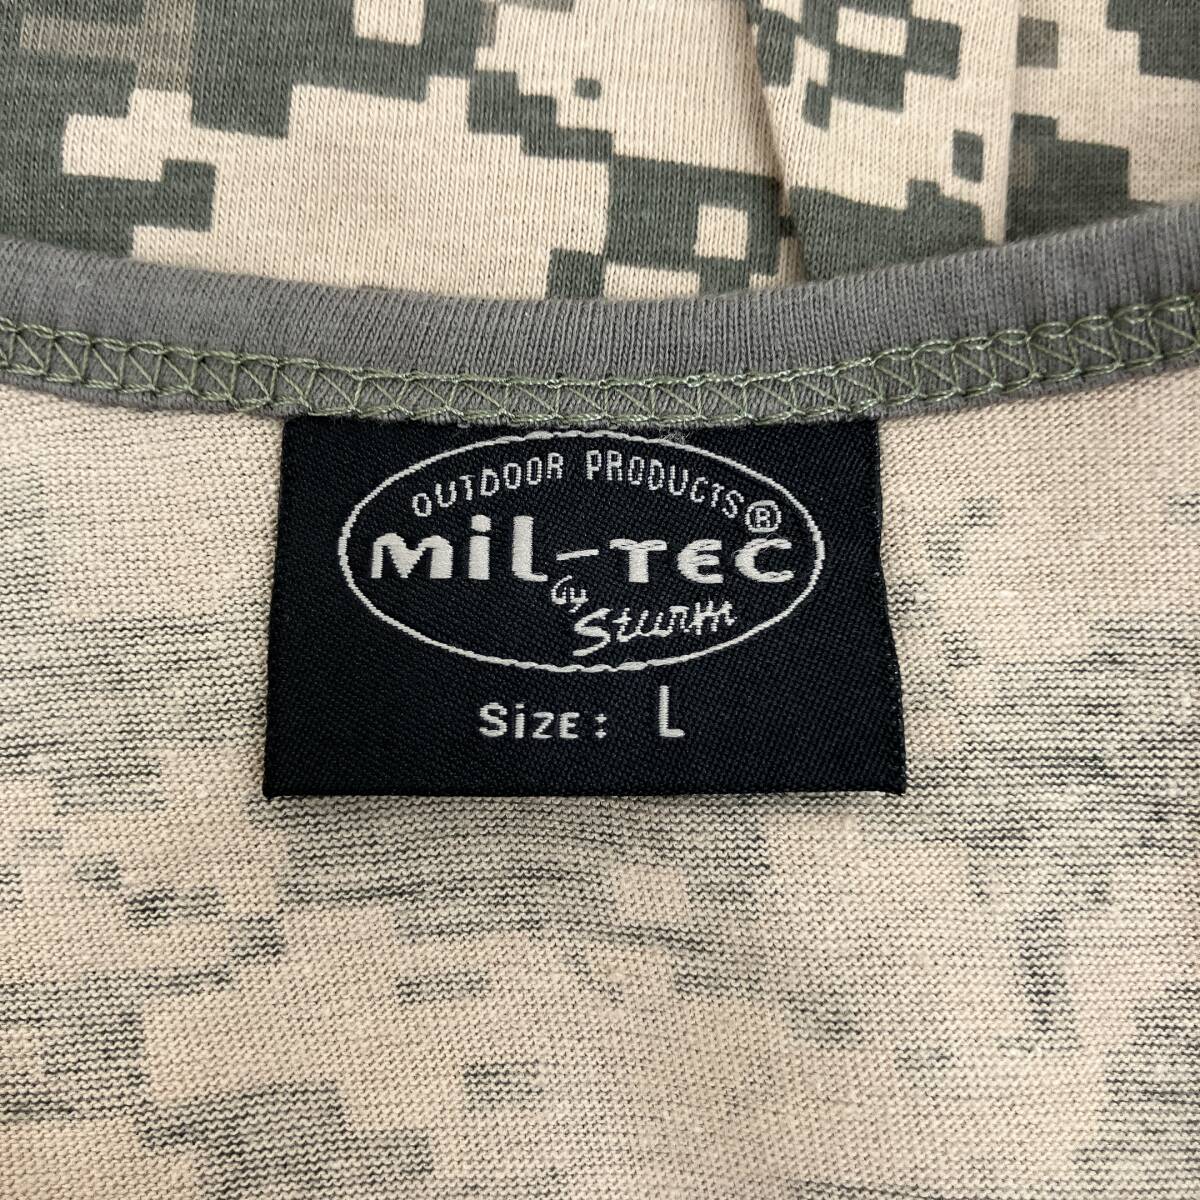 OUTDOOR PRODUCTS®
MiL-TEC
by Sturm
SiZE: L